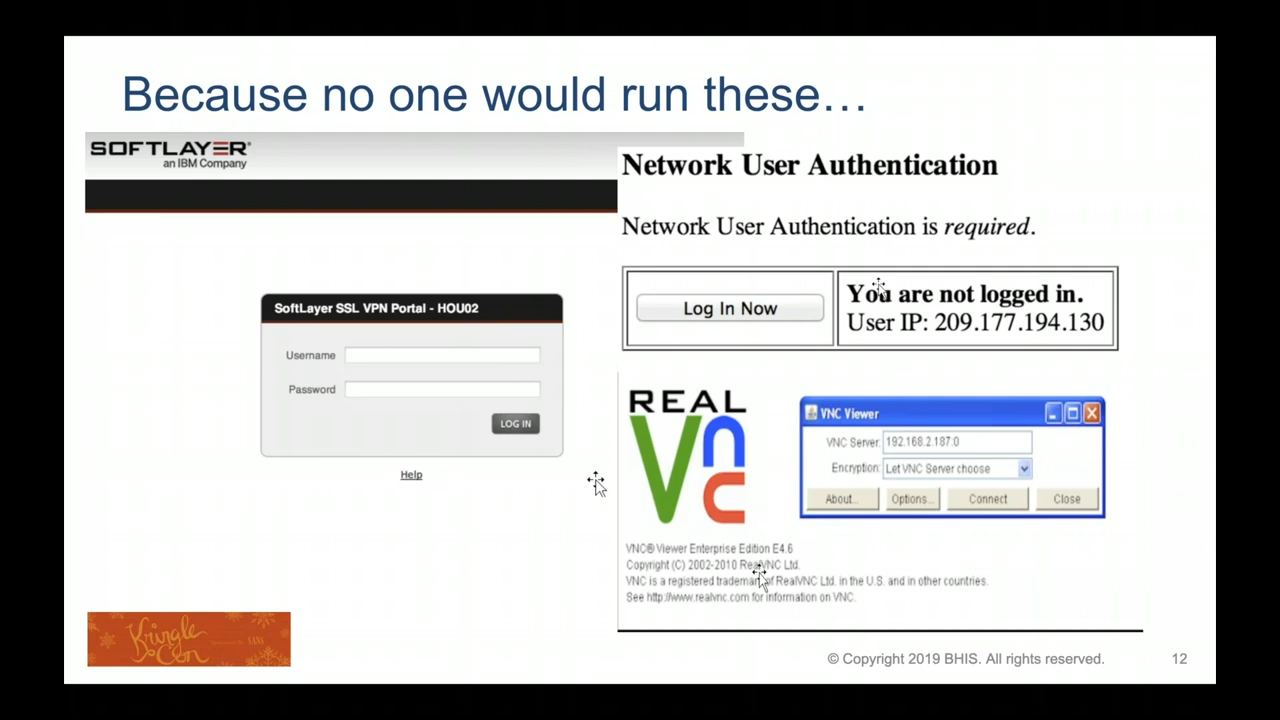 Because no one would run these…
SOFTLAYER®
an IBM Company
SoftLayer SSL VPN Portal - HOU02
Username
Password
LOG IN
Help
Network User Authentication
Network User Authentication is required.
Log In Now
You are not logged in.
User IP: 209.177.194.130
REAL
Vnc
VNC Viewer
VNC Server: 192.168.2.187:0
Encryption: Let VNC Server choose
About... Options... Connect Close
VNC® Viewer Enterprise Edition E4.6
Copyright (C) 2002-2010 RealVNC Ltd.
VNC is a registered trademark of RealVNC Ltd. in the U.S. and in other countries.
See http://www.realvnc.com for information on VNC.
Kringle
Con
SANS
© Copyright 2019 BHIS. All rights reserved.
12